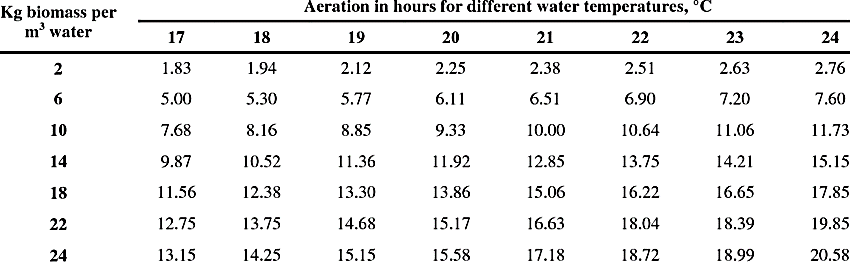 Kg biomass per m³ water Aeration in hours for different water temperatures, °C
17 18 19 20 21 22 23 24
2 1.83 1.94 2.12 2.25 2.38 2.51 2.63 2.76
6 5.00 5.30 5.77 6.11 6.51 6.90 7.20 7.60
10 7.68 8.16 8.85 9.33 10.00 10.64 11.06 11.73
14 9.87 10.52 11.36 11.92 12.85 13.75 14.21 15.15
18 11.56 12.38 13.30 13.86 15.06 16.22 16.65 17.85
22 12.75 13.75 14.68 15.17 16.63 18.04 18.39 19.85
24 13.15 14.25 15.15 15.58 17.18 18.72 18.99 20.58